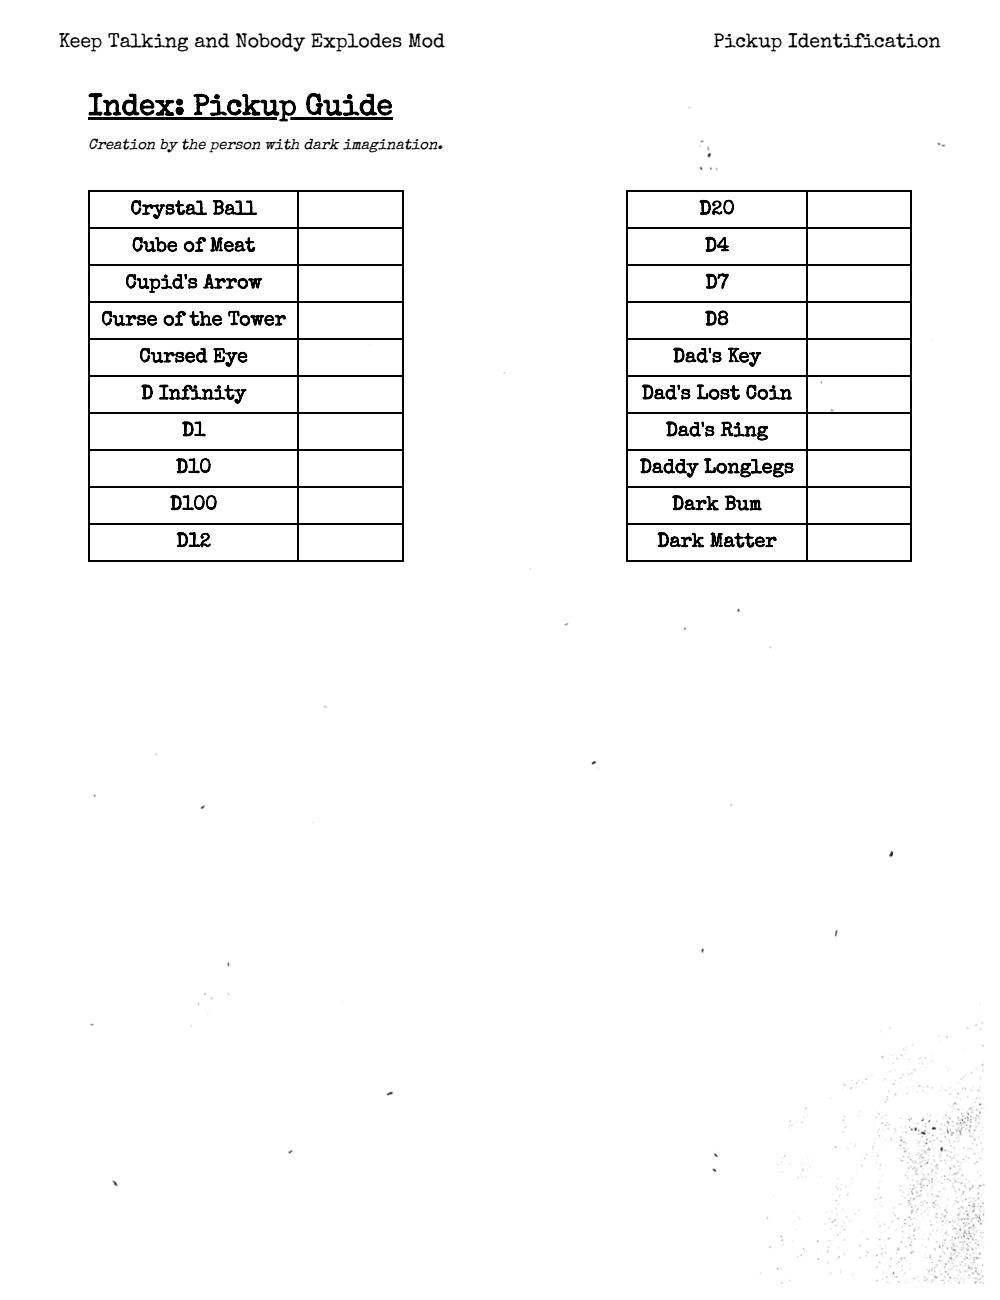 Keep Talking and Nobody Explodes Mod
Pickup Identification
Index: Pickup Guide
Creation by the person with dark imagination.
Crystal Ball
Cube of Meat
Cupid's Arrow
Curse of the Tower
Cursed Eye
D Infinity
D1
D10
D100
D12
D20
D4
D7
D8
Dad's Key
Dad's Lost Coin
Dad's Ring
Daddy Longlegs
Dark Bum
Dark Matter